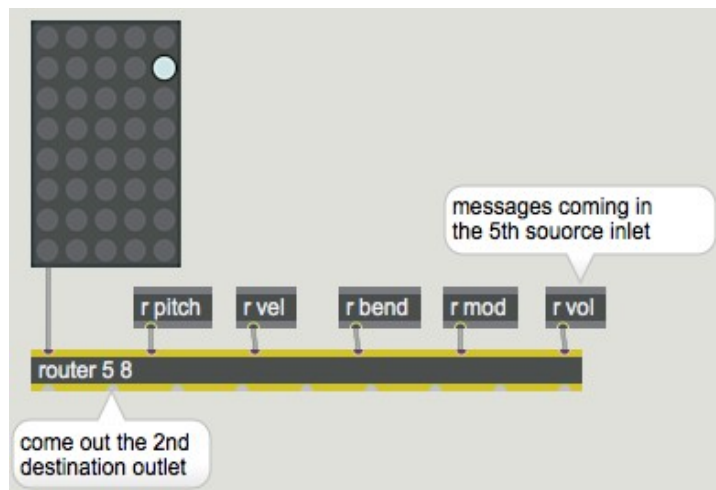 messages coming in
the 5th souorce inlet
r pitch r vel r bend r mod r vol
router 5 8
come out the 2nd
destination outlet